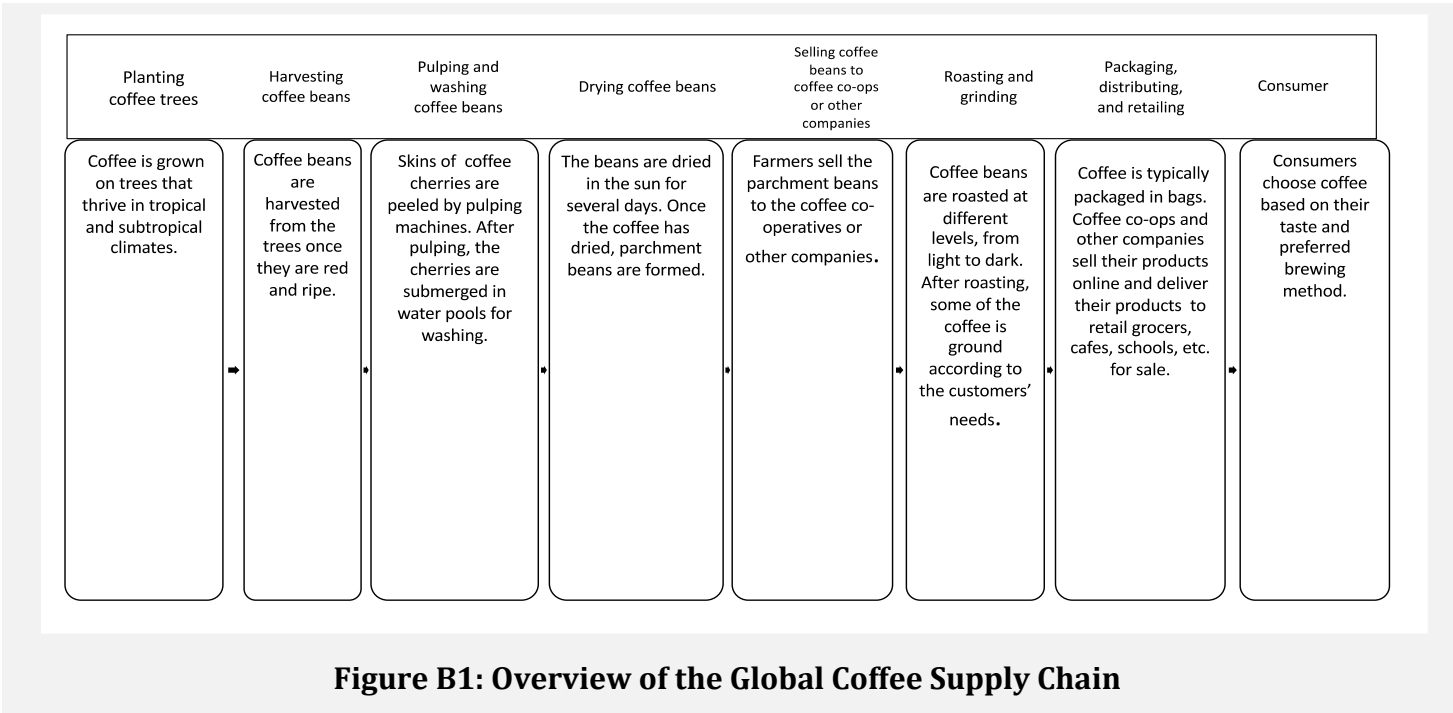 Planting
coffee trees
Harvesting
coffee beans
Pulping and
washing
coffee beans
Drying coffee beans
Selling coffee
beans to
coffee co-ops
or other
companies
Roasting and
grinding
Packaging,
distributing,
and retailing
Consumer
Coffee is grown
on trees that
thrive in tropical
and subtropical
climates.
Coffee beans
are
harvested
from the
trees once
they are red
and ripe.
Skins of coffee
cherries are
peeled by pulping
machines. After
pulping, the
cherries are
submerged in
water pools for
washing.
The beans are dried
in the sun for
several days. Once
the coffee has
dried, parchment
beans are formed.
Farmers sell the
parchment beans
to the coffee co-
operatives or
other companies.
Coffee beans
are roasted at
different
levels, from
light to dark.
After roasting,
some of the
coffee is
ground
according to
the customers’
needs.
Coffee is typically
packaged in bags.
Coffee co-ops and
other companies
sell their products
online and deliver
their products to
retail grocers,
cafes, schools, etc.
for sale.
Consumers
choose coffee
based on their
taste and
preferred
brewing
method.
Figure B1: Overview of the Global Coffee Supply Chain